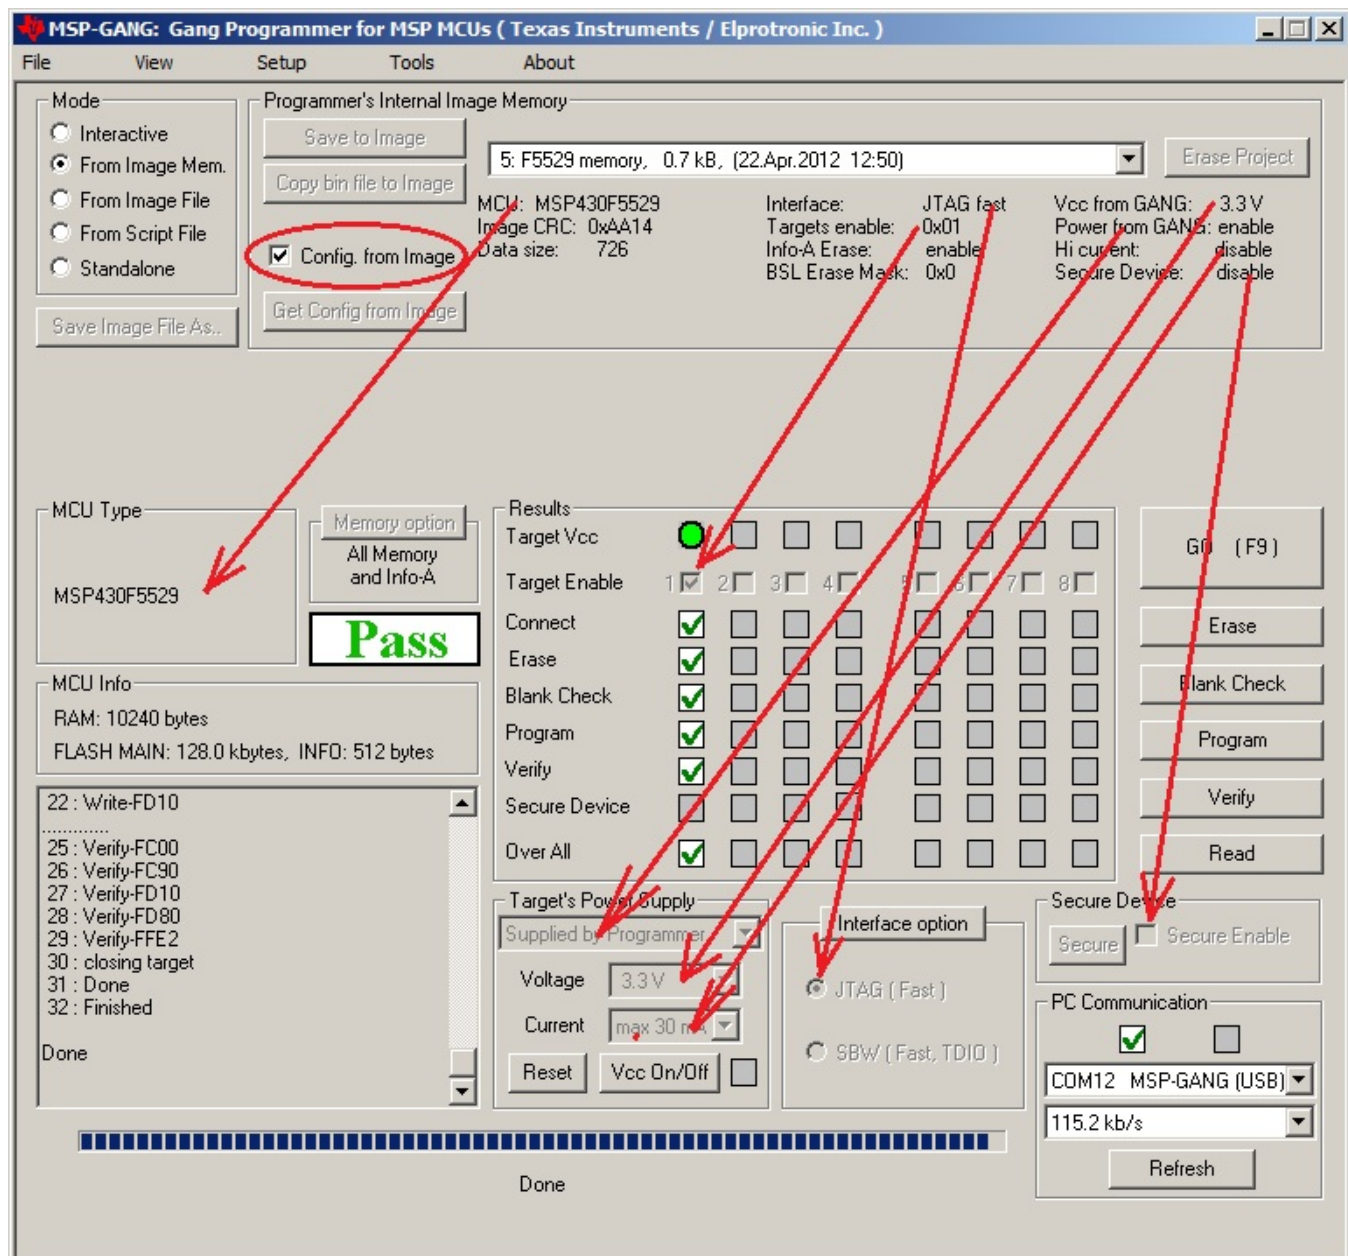 MSP-GANG: Gang Programmer for MSP MCUs ( Texas Instruments / Elprotronic Inc. )
File View Setup Tools About
Mode
Interactive
From Image Mem.
From Image File
From Script File
Standalone
Save Image File As..
Programmer's Internal Image Memory
Save to Image
Copy bin file to Image
Config. from Image
Get Config from Image
5: F5529 memory, 0.7 kB, (22.Apr.2012 12:50)
Erase Project
MCU: MSP430F5529
Image CRC: 0xAA14
Data size: 726
Interface: JTAG fast
Targets enable: 0x01
Info-A Erase: enable
BSL Erase Mask: 0x0
Vcc from GANG: 3.3 V
Power from GANG: enable
Hi current: disable
Secure Device: disable
MCU Type
MSP430F5529
Memory option
All Memory
and Info-A
Pass
MCU Info
RAM: 10240 bytes
FLASH MAIN: 128.0 kbytes, INFO: 512 bytes
22 : Write-FD10
.............
25 : Verify-FC00
26 : Verify-FC90
27 : Verify-FD10
28 : Verify-FD80
29 : Verify-FFE2
30 : closing target
31 : Done
32 : Finished
Done
Results
Target Vcc
Target Enable 1 2 3 4 5 6 7 8
Connect
Erase
Blank Check
Program
Verify
Secure Device
Over All
GO (F9)
Erase
Blank Check
Program
Verify
Read
Target's Power Supply
Supplied by Programmer
Voltage 3.3 V
Current max 30 mA
Reset Vcc On/Off
Interface option
JTAG ( Fast )
SBW ( Fast, TDIO )
Secure Device
Secure Secure Enable
PC Communication
COM12 MSP-GANG (USB)
115.2 kb/s
Refresh
Done